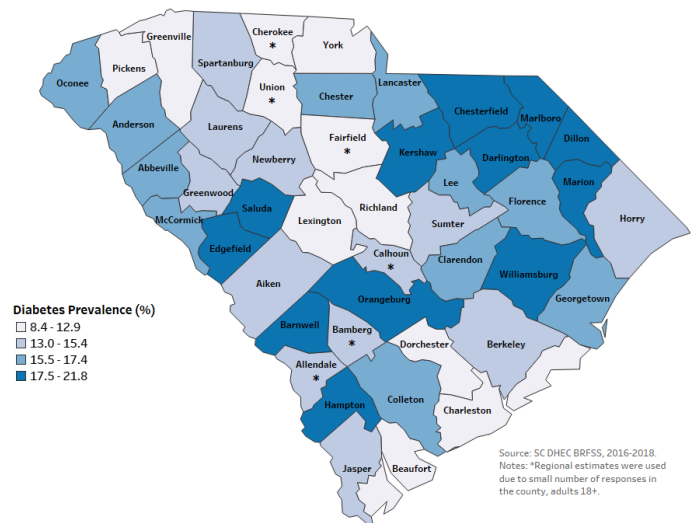 Cherokee
*
Greenville
York
Pickens
Spartanburg
Oconee
Union
*
Lancaster
Chester
Chesterfield
Marlboro
Anderson
Laurens
Dillon
Fairfield
*
Kershaw
Darlington
Newberry
Abbeville
Lee
Marion
Greenwood
Florence
Saluda
Richland
McCormick
Lexington
Sumter
Horry
Edgefield
Calhoun
*
Clarendon
Williamsburg
Aiken
Orangeburg
Georgetown
Diabetes Prevalence (%)
8.4 - 12.9
13.0 - 15.4
15.5 - 17.4
17.5 - 21.8
Barnwell
Bamberg
*
Dorchester
Berkeley
Allendale
*
Hampton
Colleton
Charleston
Jasper
Beaufort
Source: SC DHEC BRFSS, 2016-2018.
Notes: *Regional estimates were used
due to small number of responses in
the county, adults 18+.